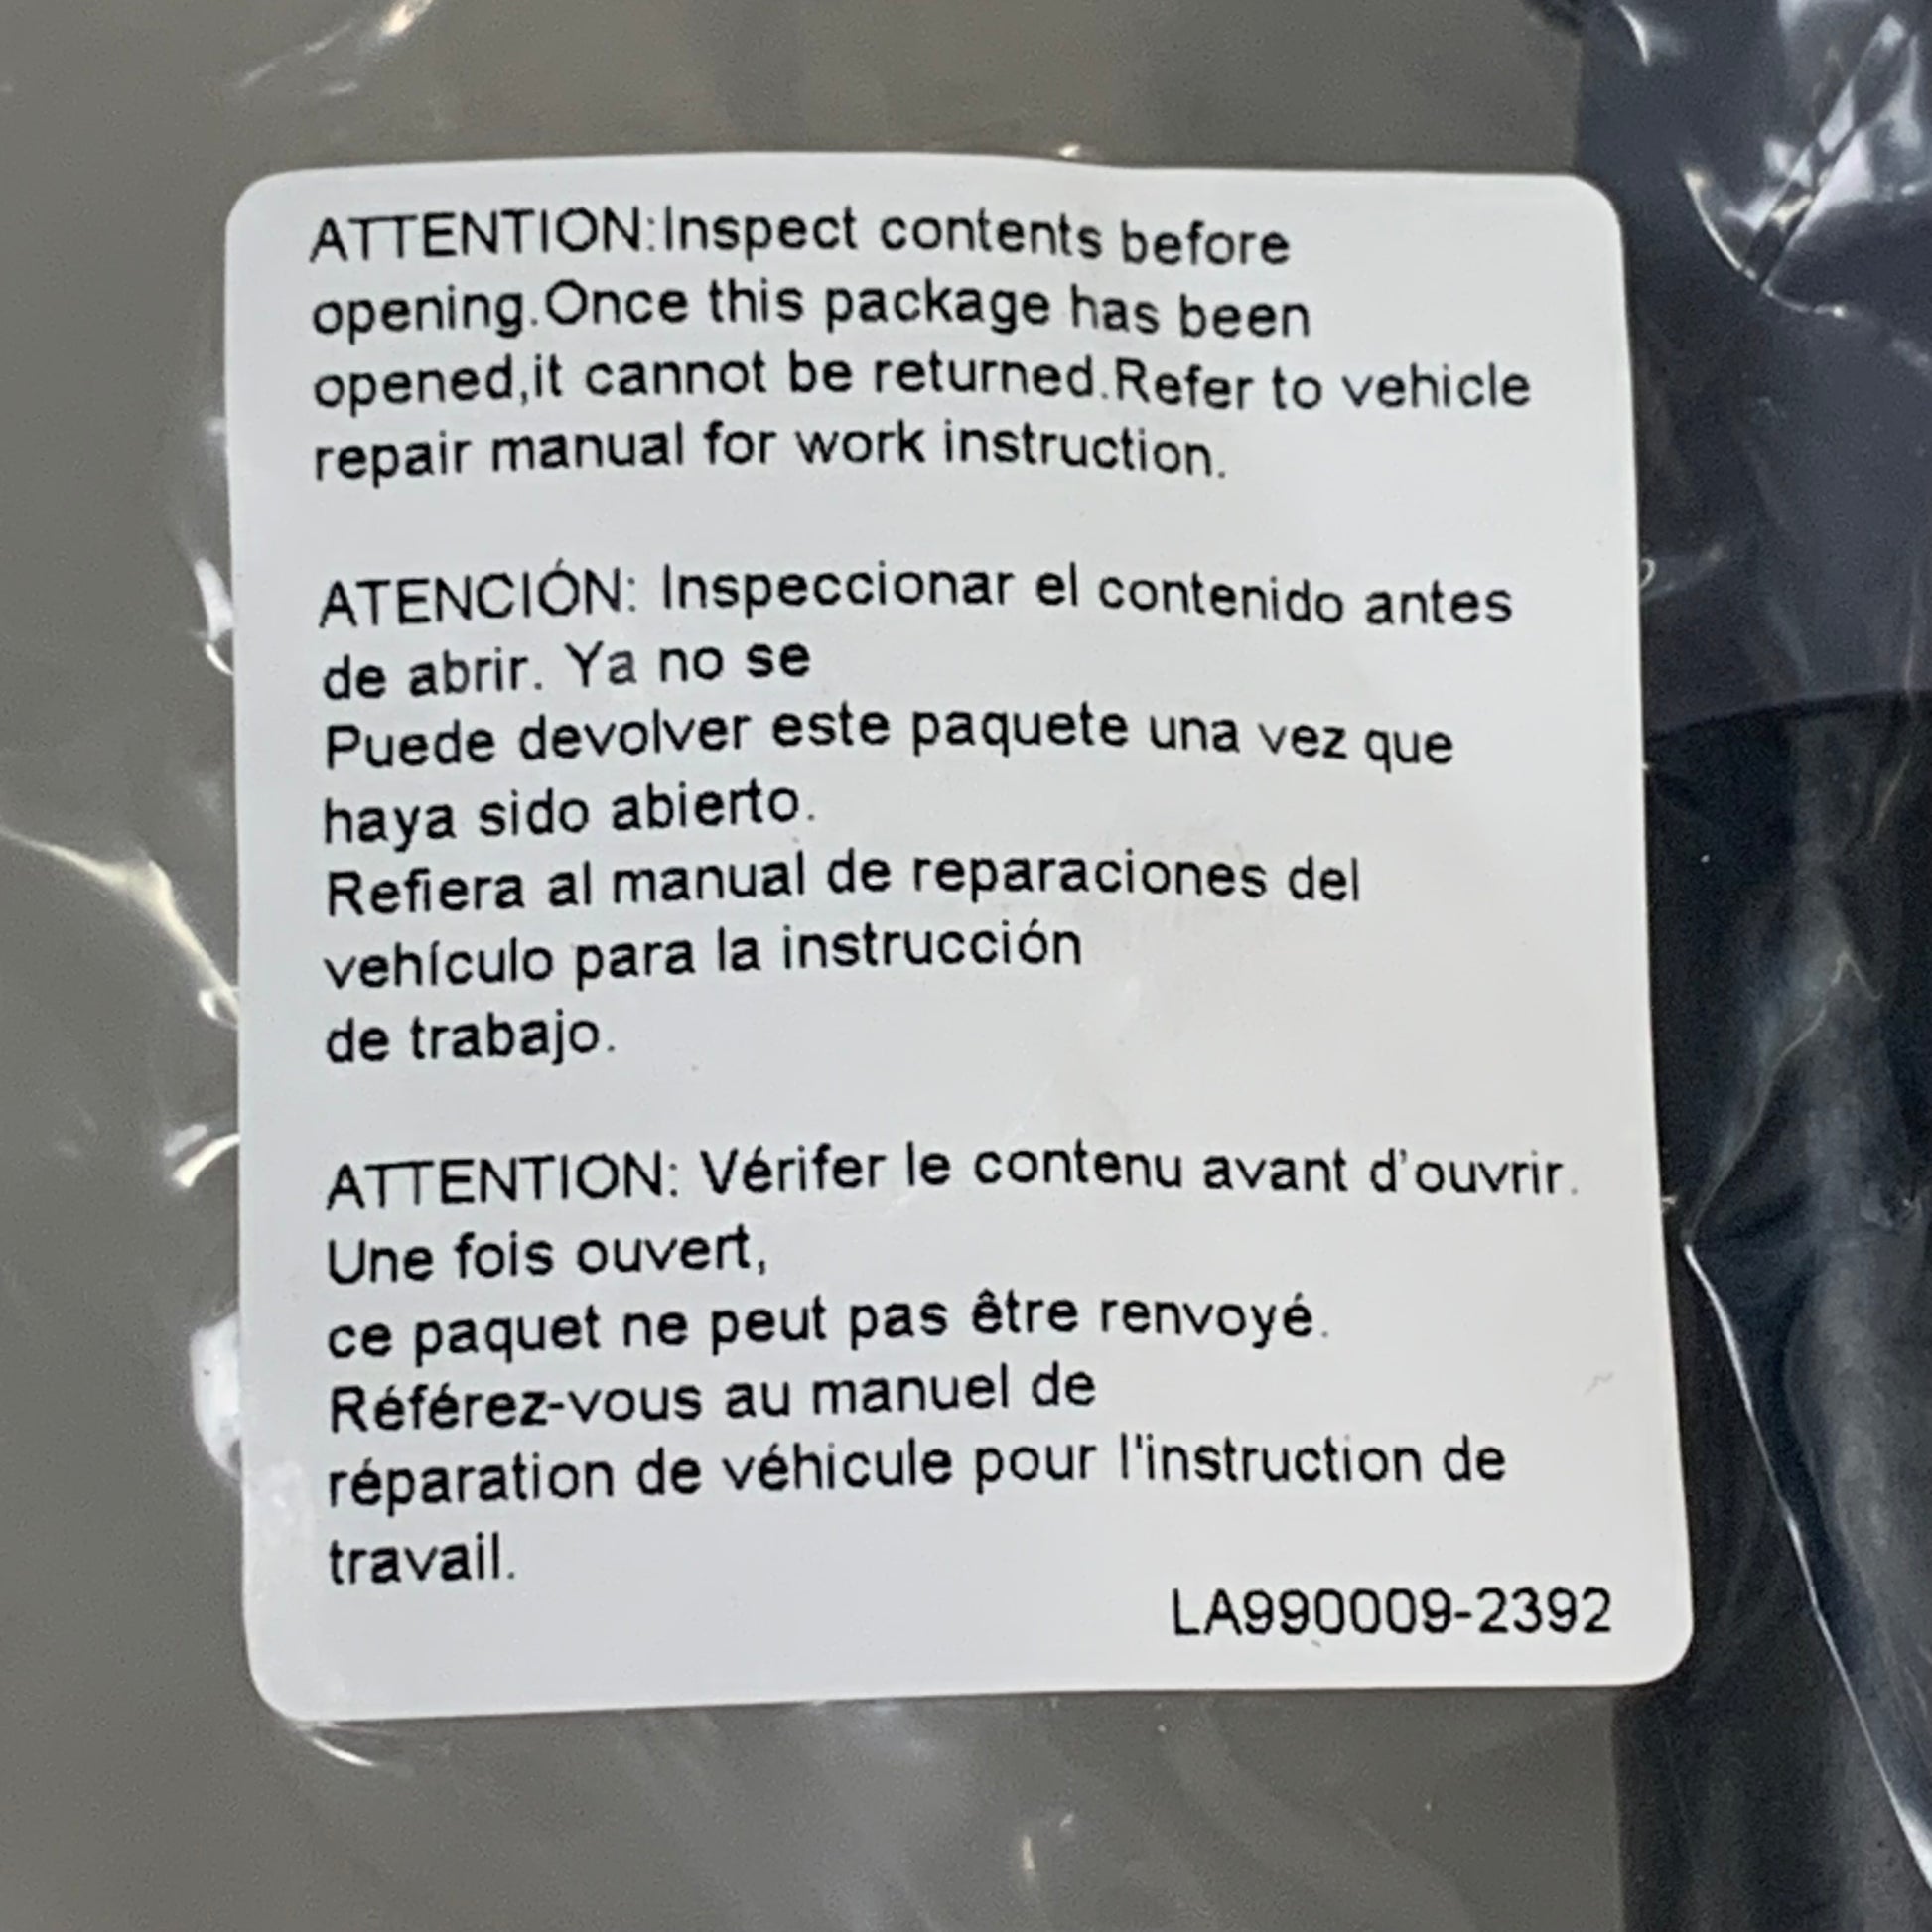 ATTENTION:Inspect contents before
opening.Once this package has been
opened,it cannot be returned.Refer to vehicle
repair manual for work instruction.
ATENCIÓN: Inspeccionar el contenido antes
de abrir. Ya no se
Puede devolver este paquete una vez que
haya sido abierto.
Refiera al manual de reparaciones del
vehículo para la instrucción
de trabajo.
ATTENTION: Vérifer le contenu avant d'ouvrir.
Une fois ouvert,
ce paquet ne peut pas être renvoyé.
Référez-vous au manuel de
réparation de véhicule pour l'instruction de
travail.
LA990009-2392